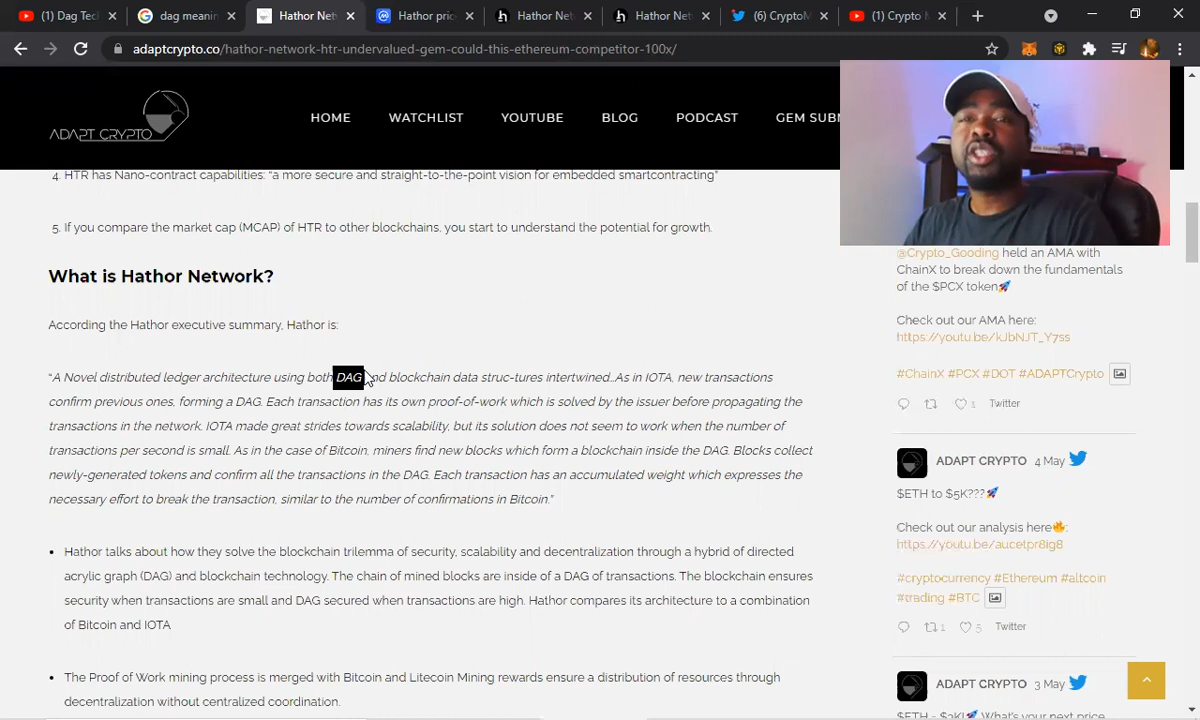 (1) Dag Tec
dag meanin
Hathor Net
Hathor pric
Hathor Net
Hathor Net
(6) CryptoM
(1) Crypto M
adaptcrypto.co/hathor-network-htr-undervalued-gem-could-this-ethereum-competitor-100x/
ADAPT CRYPTO
HOME WATCHLIST YOUTUBE BLOG PODCAST GEM SUBM
4. HTR has Nano-contract capabilities: “a more secure and straight-to-the-point vision for embedded smartcontracting”
5. If you compare the market cap (MCAP) of HTR to other blockchains, you start to understand the potential for growth.
What is Hathor Network?
According the Hathor executive summary, Hathor is:
“A Novel distributed ledger architecture using both DAG and blockchain data struc-tures intertwined...As in IOTA, new transactions
confirm previous ones, forming a DAG. Each transaction has its own proof-of-work which is solved by the issuer before propagating the
transactions in the network. IOTA made great strides towards scalability, but its solution does not seem to work when the number of
transactions per second is small. As in the case of Bitcoin, miners find new blocks which form a blockchain inside the DAG. Blocks collect
newly-generated tokens and confirm all the transactions in the DAG. Each transaction has an accumulated weight which expresses the
necessary effort to break the transaction, similar to the number of confirmations in Bitcoin.”
• Hathor talks about how they solve the blockchain trilemma of security, scalability and decentralization through a hybrid of directed
acrylic graph (DAG) and blockchain technology. The chain of mined blocks are inside of a DAG of transactions. The blockchain ensures
security when transactions are small and DAG secured when transactions are high. Hathor compares its architecture to a combination
of Bitcoin and IOTA
• The Proof of Work mining process is merged with Bitcoin and Litecoin Mining rewards ensure a distribution of resources through
decentralization without centralized coordination.
@Crypto_Gooding held an AMA with
ChainX to break down the fundamentals
of the $PCX token🚀
Check out our AMA here:
https://youtu.be/kJbNJT_Y7ss
#ChainX #PCX #DOT #ADAPTCrypto
1 Twitter
ADAPT CRYPTO 4 May
$ETH to $5K???🚀
Check out our analysis here🔥:
https://youtu.be/aucetpr8ig8
#cryptocurrency #Ethereum #altcoin
#trading #BTC
1 5 Twitter
ADAPT CRYPTO 3 May
$ETH = $3K!🚀 What's your next price